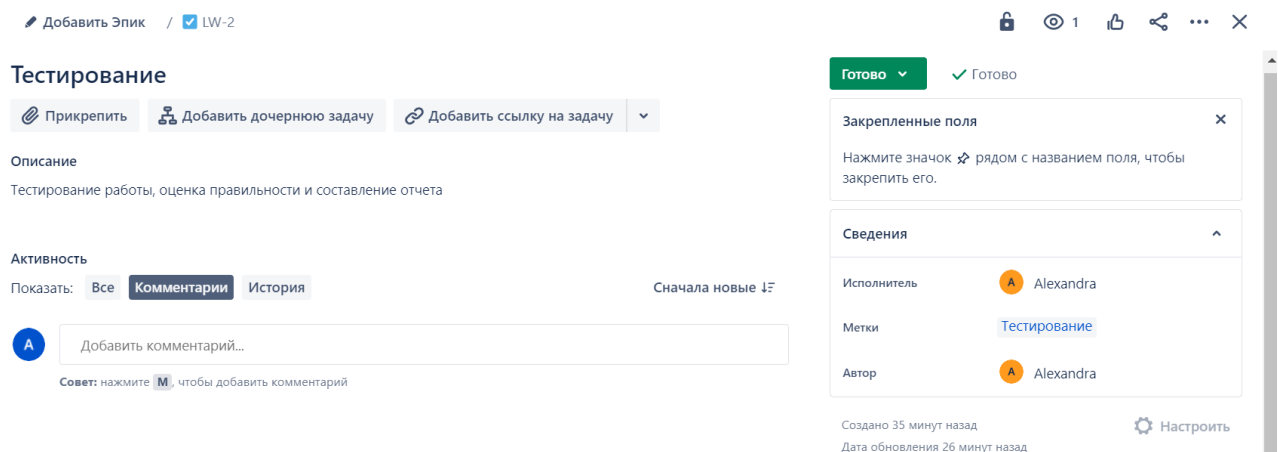 Добавить Эпик / LW-2
1
Тестирование
Готово
Готово
Прикрепить
Добавить дочернюю задачу
Добавить ссылку на задачу
Закрепленные поля
Нажмите значок рядом с названием поля, чтобы
закрепить его.
Описание
Тестирование работы, оценка правильности и составление отчета
Сведения
Активность
Показать: Все Комментарии История
Сначала новые
Исполнитель
A Alexandra
Метки
Тестирование
A
Добавить комментарий...
Совет: нажмите M, чтобы добавить комментарий
Автор
A Alexandra
Создано 35 минут назад
Настроить
Дата обновления 26 минут назад